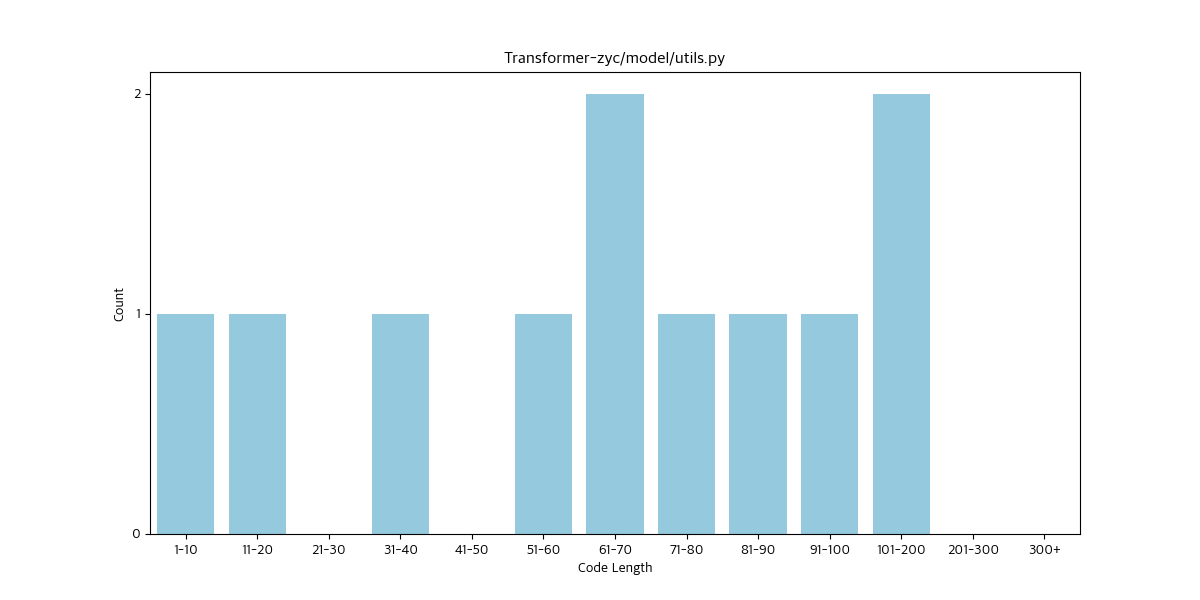 Transformer-zyc/model/utils.py
2
1
0
Count
1-10 11-20 21-30 31-40 41-50 51-60 61-70 71-80 81-90 91-100 101-200 201-300 300+
Code Length